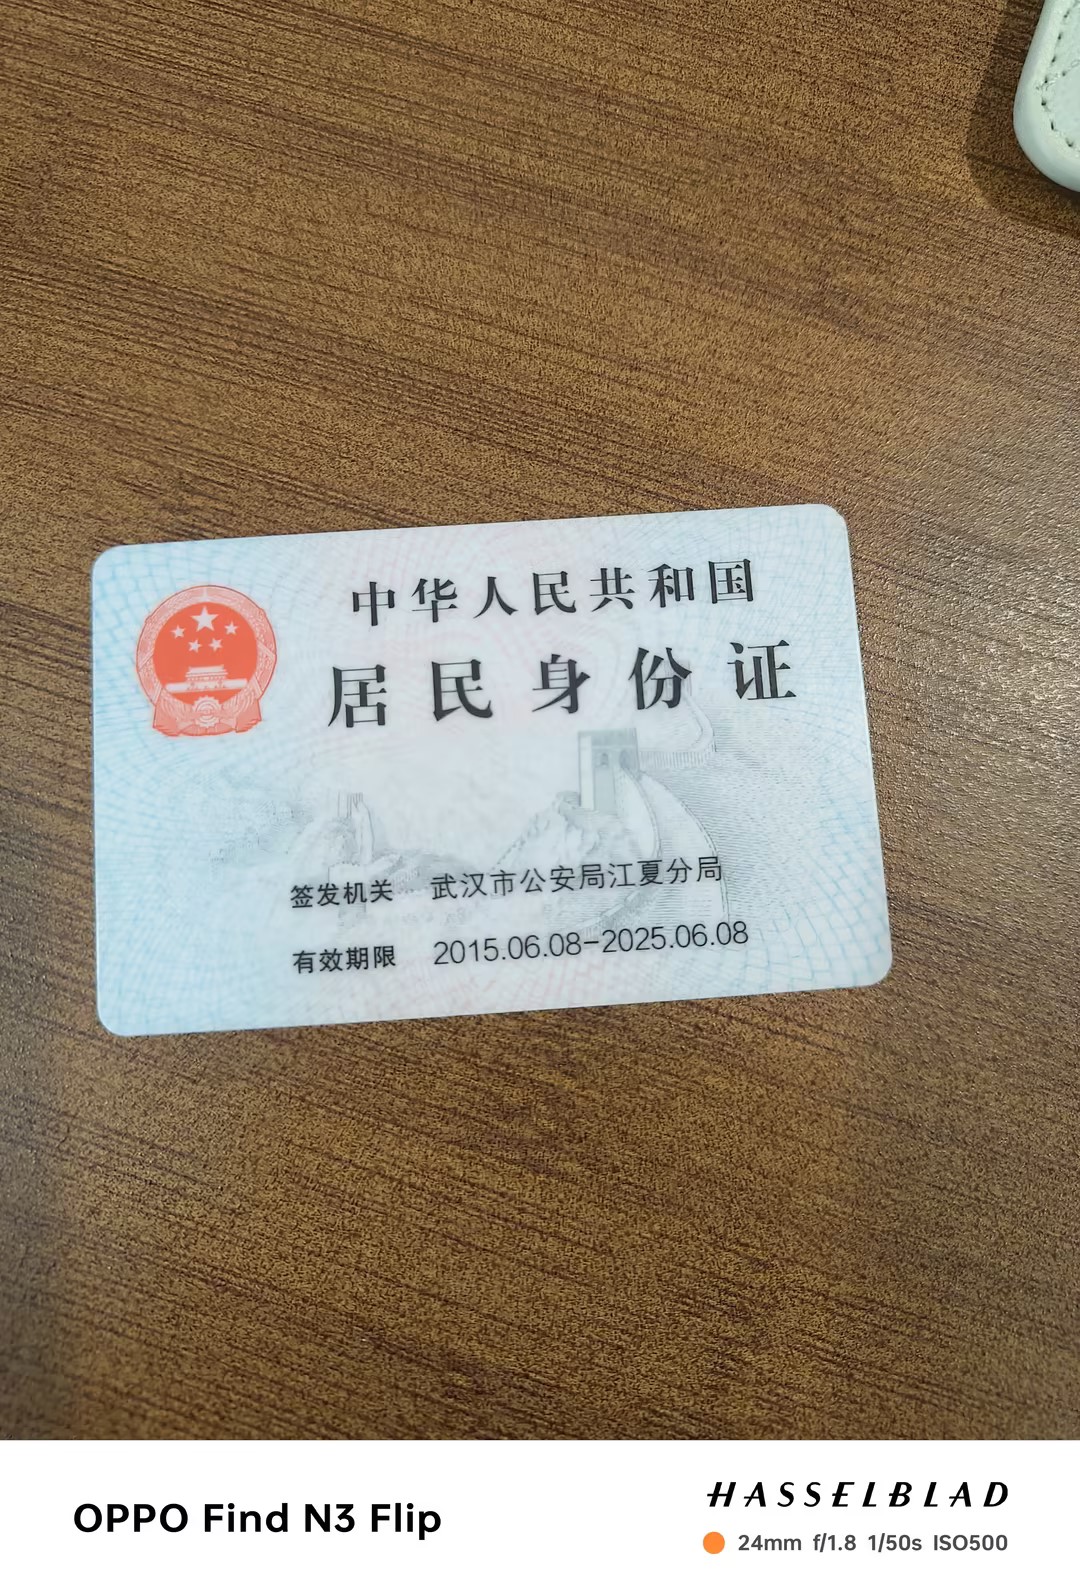 中华人民共和国
居民身份证
签发机关 武汉市公安局江夏分局
有效期限 2015.06.08-2025.06.08
OPPO Find N3 Flip
HASSELBLAD
24mm f/1.8 1/50s ISO500